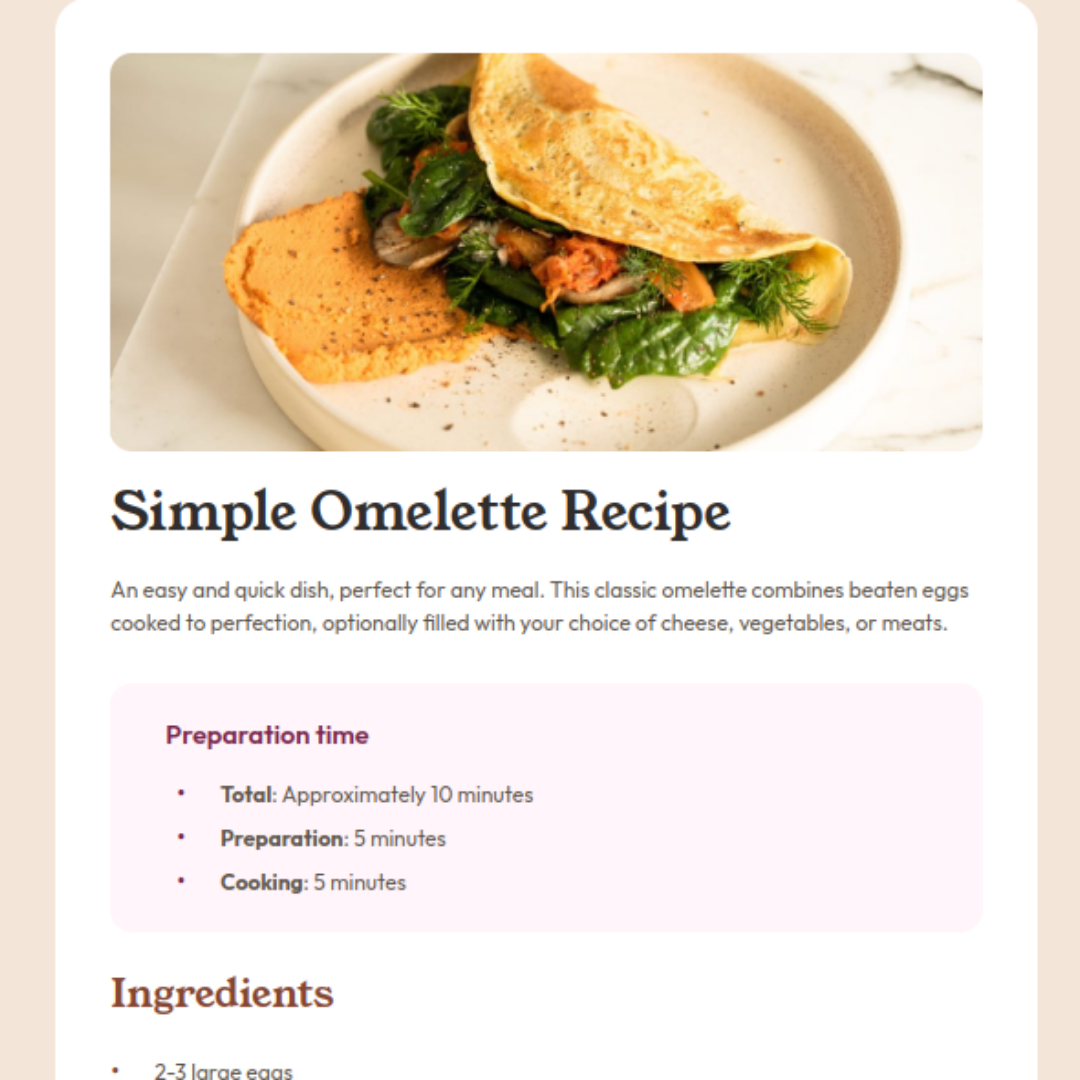 Simple Omelette Recipe
An easy and quick dish, perfect for any meal. This classic omelette combines beaten eggs
cooked to perfection, optionally filled with your choice of cheese, vegetables, or meats.
Preparation time
• Total: Approximately 10 minutes
• Preparation: 5 minutes
• Cooking: 5 minutes
Ingredients
• 2-3 large eggs